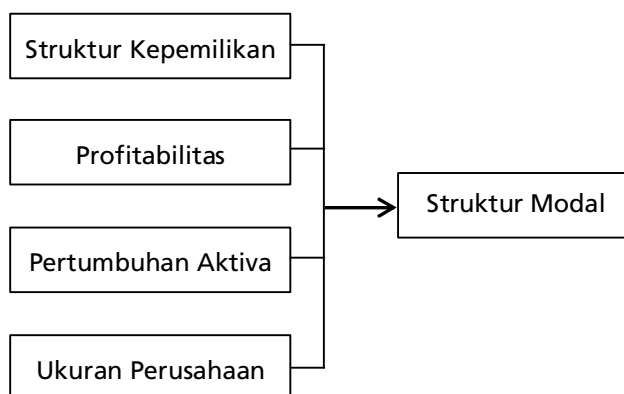 Struktur Kepemilikan
Profitabilitas
Struktur Modal
Pertumbuhan Aktiva
Ukuran Perusahaan